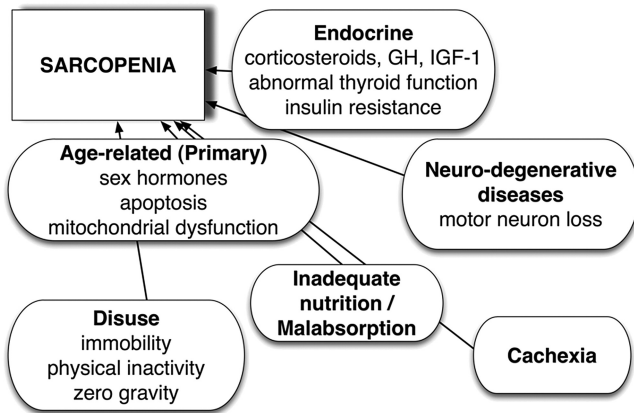 SARCOPENIA
Endocrine
corticosteroids, GH, IGF-1
abnormal thyroid function
insulin resistance
Age-related (Primary)
sex hormones
apoptosis
mitochondrial dysfunction
Neuro-degenerative
diseases
motor neuron loss
Inadequate
nutrition /
Malabsorption
Disuse
immobility
physical inactivity
zero gravity
Cachexia